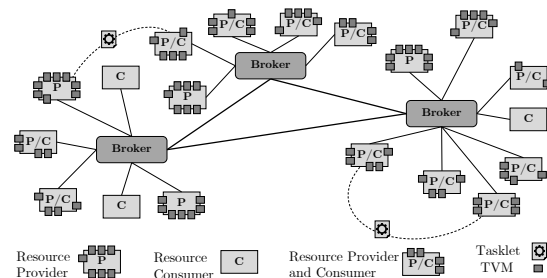 P/C
P/C
P/C
P/C
P/C
P
Broker
P/C
C
P
P
Broker
C
P/C
Broker
P/C
P/C
P/C
P/C
P/C
C
P
P/C
Resource
Provider
P
Resource
Consumer
C
Resource Provider
and Consumer
P/C
Tasklet
TVM